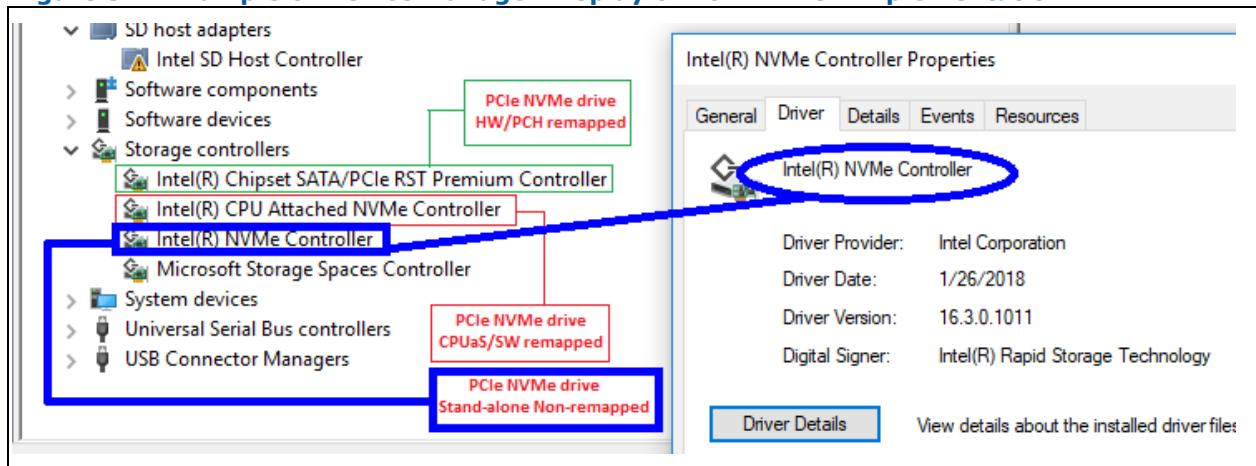 SD host adapters
Intel SD Host Controller
Software components
Software devices
Storage controllers
Intel(R) Chipset SATA/PCIe RST Premium Controller
Intel(R) CPU Attached NVMe Controller
Intel(R) NVMe Controller
Microsoft Storage Spaces Controller
System devices
Universal Serial Bus controllers
USB Connector Managers
PCIe NVMe drive
HW/PCH remapped
PCIe NVMe drive
CPUaS/SW remapped
PCIe NVMe drive
Stand-alone Non-remapped
Intel(R) NVMe Controller Properties
General Driver Details Events Resources
Intel(R) NVMe Controller
Driver Provider: Intel Corporation
Driver Date: 1/26/2018
Driver Version: 16.3.0.1011
Digital Signer: Intel(R) Rapid Storage Technology
Driver Details View details about the installed driver files